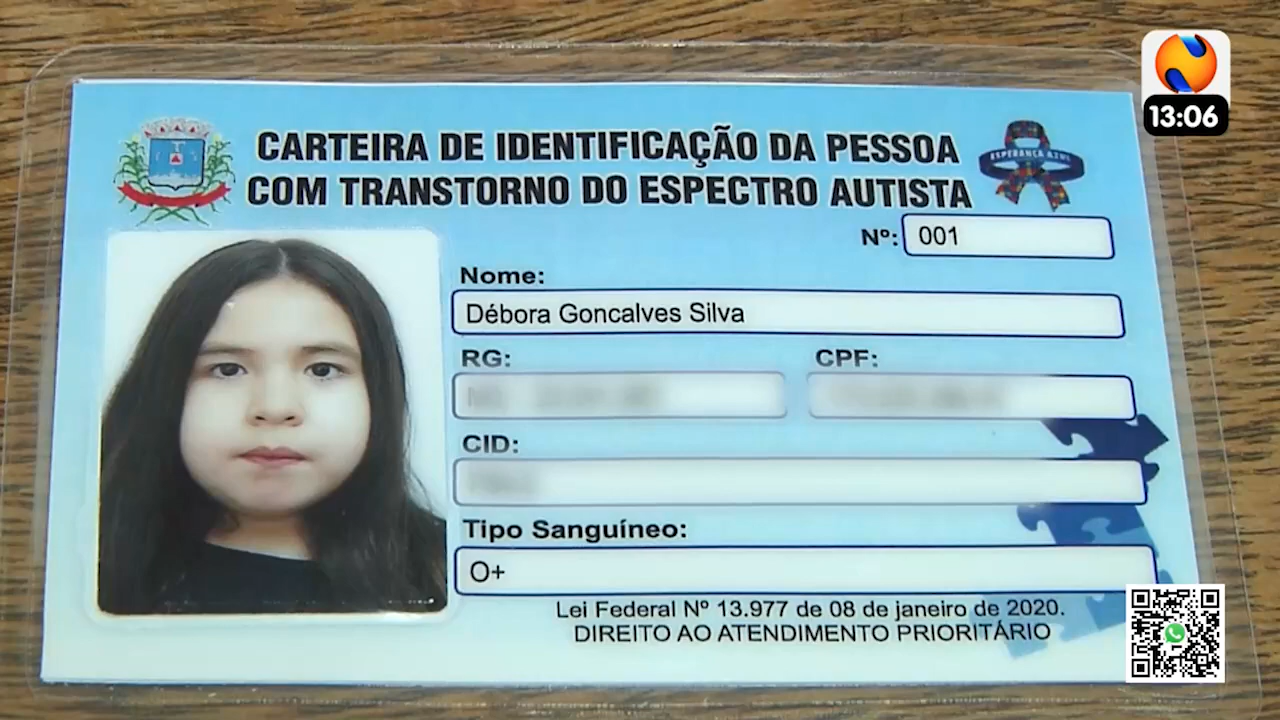 13:06
CARTEIRA DE IDENTIFICAÇÃO DA PESSOA
COM TRANSTORNO DO ESPECTRO AUTISTA
ESPERANÇA AZUL
Nº: 001
Nome:
Débora Goncalves Silva
RG:
CPF:
CID:
Tipo Sanguíneo:
O+
Lei Federal Nº 13.977 de 08 de janeiro de 2020.
DIREITO AO ATENDIMENTO PRIORITÁRIO